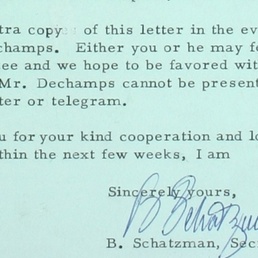 tra copy of this letter in the ev
champs. Either you or he may fe
ee and we hope to be favored wit
Mr. Dechamps cannot be present
ter or telegram.
u for your kind cooperation and lo
thin the next few weeks, I am
Sincerely yours,
B Schatzm
B. Schatzman, Sec